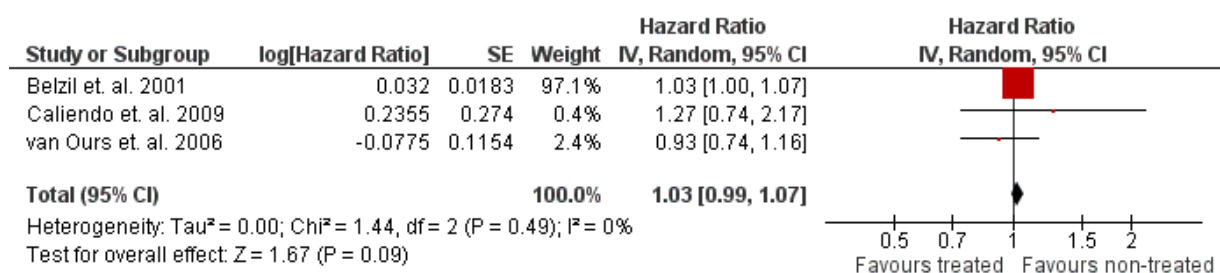 Hazard Ratio Hazard Ratio
Study or Subgroup log[Hazard Ratio] SE Weight IV, Random, 95% CI IV, Random, 95% CI
Belzil et. al. 2001 0.032 0.0183 97.1% 1.03 [1.00, 1.07]
Caliendo et. al. 2009 0.2355 0.274 0.4% 1.27 [0.74, 2.17]
van Ours et. al. 2006 -0.0775 0.1154 2.4% 0.93 [0.74, 1.16]
Total (95% CI) 100.0% 1.03 [0.99, 1.07]
Heterogeneity: Tau² = 0.00; Chi² = 1.44, df = 2 (P = 0.49); I² = 0%
Test for overall effect: Z = 1.67 (P = 0.09)
0.5 0.7 1 1.5 2
Favours treated Favours non-treated